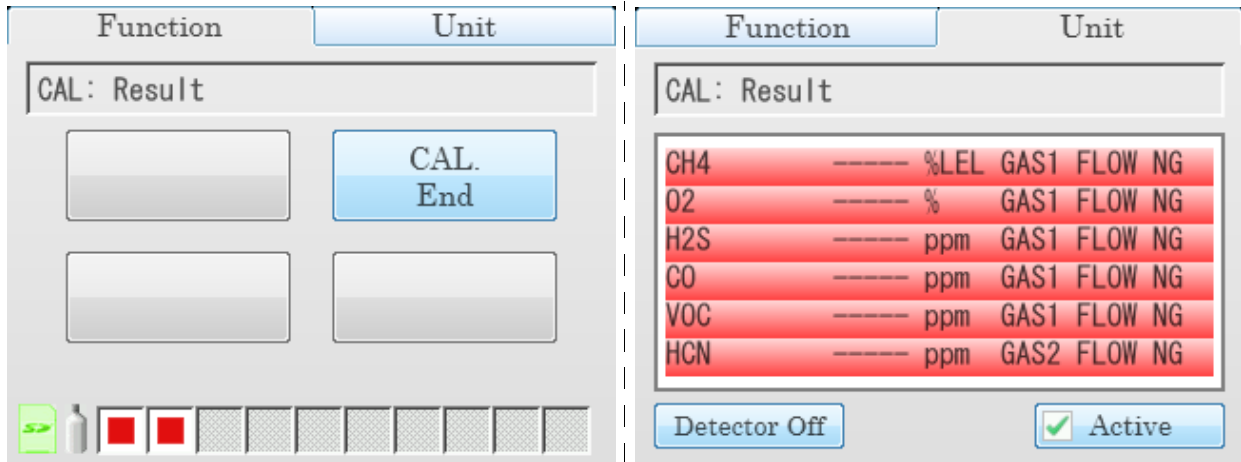 Function Unit
CAL: Result
CAL.
End
SD
Function Unit
CAL: Result
CH4 ----- %LEL GAS1 FLOW NG
O2 ----- % GAS1 FLOW NG
H2S ----- ppm GAS1 FLOW NG
CO ----- ppm GAS1 FLOW NG
VOC ----- ppm GAS1 FLOW NG
HCN ----- ppm GAS2 FLOW NG
Detector Off Active